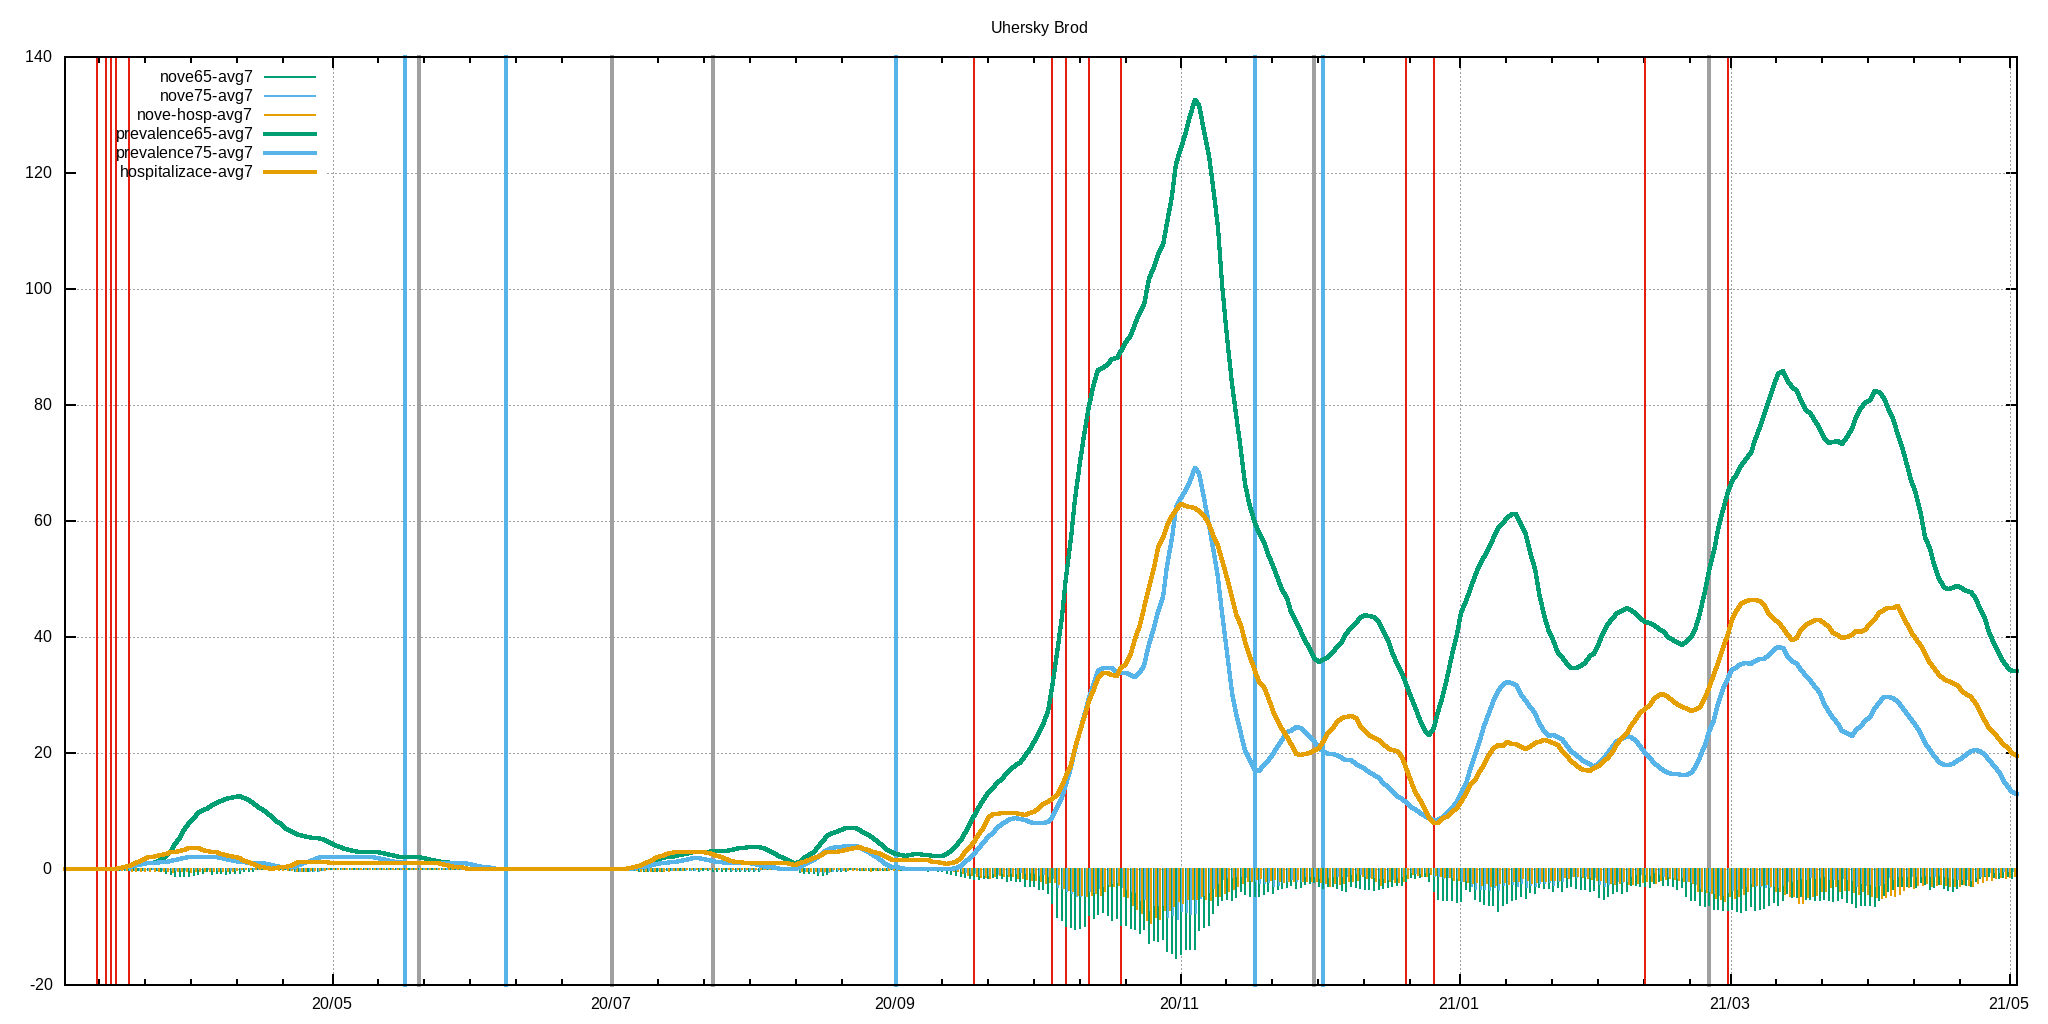 Uhersky Brod
140
120
100
80
60
40
20
0
-20
nove65-avg7
nove75-avg7
nove-hosp-avg7
prevalence65-avg7
prevalence75-avg7
hospitalizace-avg7
20/05 20/07 20/09 20/11 21/01 21/03 21/05